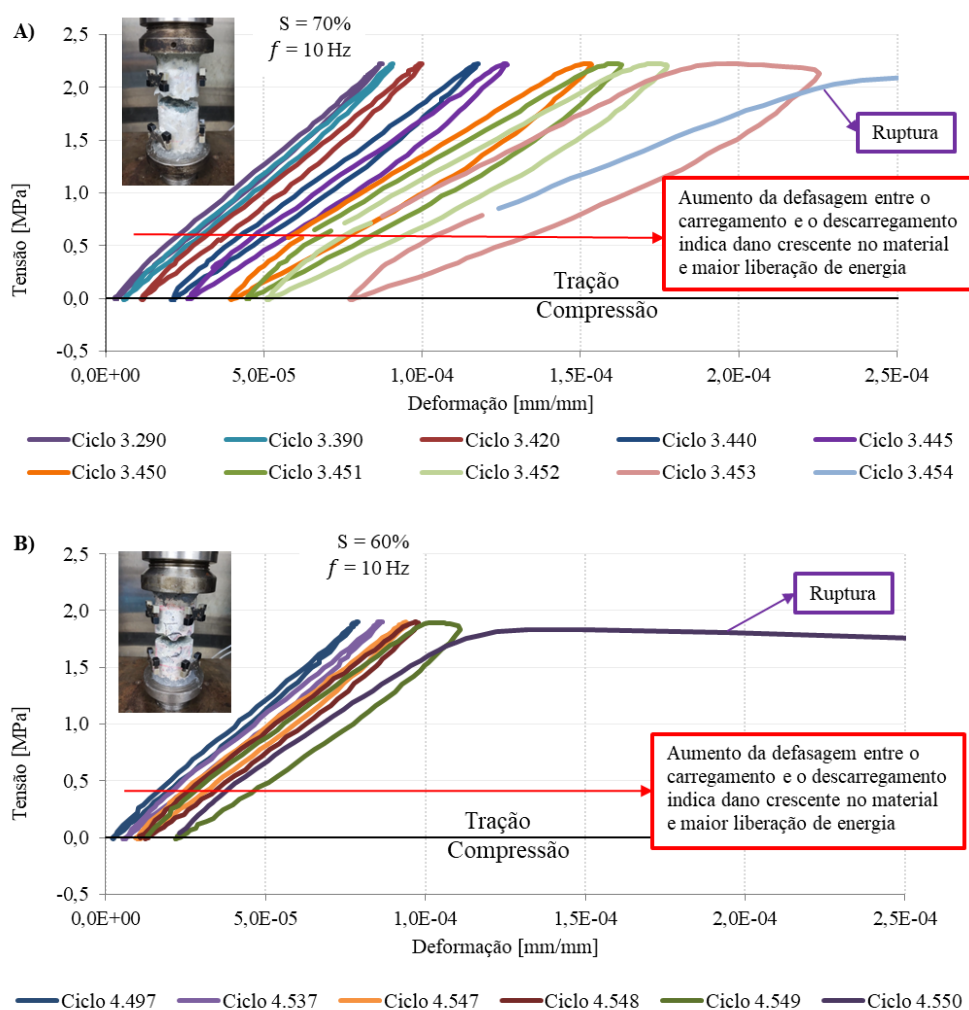 A)
S = 70%
f = 10 Hz
Tensão [MPa]
2,5
2,0
1,5
1,0
0,5
0,0
-0,5
Ruptura
Aumento da defasagem entre o
carregamento e o descarregamento
indica dano crescente no material
e maior liberação de energia
Tração
Compressão
0,0E+00 5,0E-05 1,0E-04 1,5E-04 2,0E-04 2,5E-04
Deformação [mm/mm]
Ciclo 3.290 Ciclo 3.390 Ciclo 3.420 Ciclo 3.440 Ciclo 3.445
Ciclo 3.450 Ciclo 3.451 Ciclo 3.452 Ciclo 3.453 Ciclo 3.454
B)
S = 60%
f = 10 Hz
Tensão [MPa]
2,5
2,0
1,5
1,0
0,5
0,0
-0,5
Ruptura
Aumento da defasagem entre o
carregamento e o descarregamento
indica dano crescente no material
e maior liberação de energia
Tração
Compressão
0,0E+00 5,0E-05 1,0E-04 1,5E-04 2,0E-04 2,5E-04
Deformação [mm/mm]
Ciclo 4.497 Ciclo 4.537 Ciclo 4.547 Ciclo 4.548 Ciclo 4.549 Ciclo 4.550